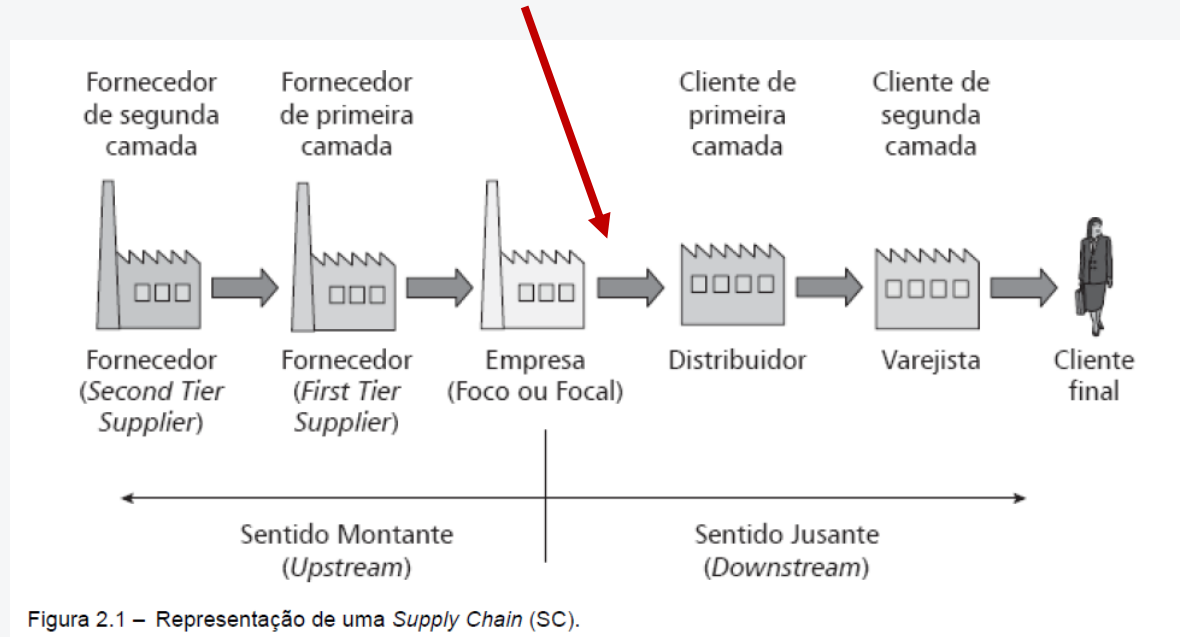 Fornecedor
de segunda
camada
Fornecedor
de primeira
camada
Cliente de
primeira
camada
Cliente de
segunda
camada
Fornecedor
(Second Tier
Supplier)
Fornecedor
(First Tier
Supplier)
Empresa
(Foco ou Focal)
Distribuidor
Varejista
Cliente
final
Sentido Montante
(Upstream)
Sentido Jusante
(Downstream)
Figura 2.1 – Representação de uma Supply Chain (SC).